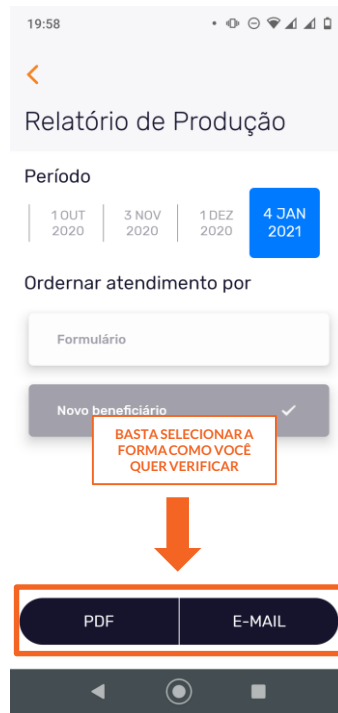 19:58
Relatório de Produção
Período
1 OUT 3 NOV 1 DEZ 4 JAN
2020 2020 2020 2021
Ordernar atendimento por
Formulário
Novo beneficiário
BASTA SELECIONAR A
FORMA COMO VOCÊ
QUER VERIFICAR
PDF E-MAIL